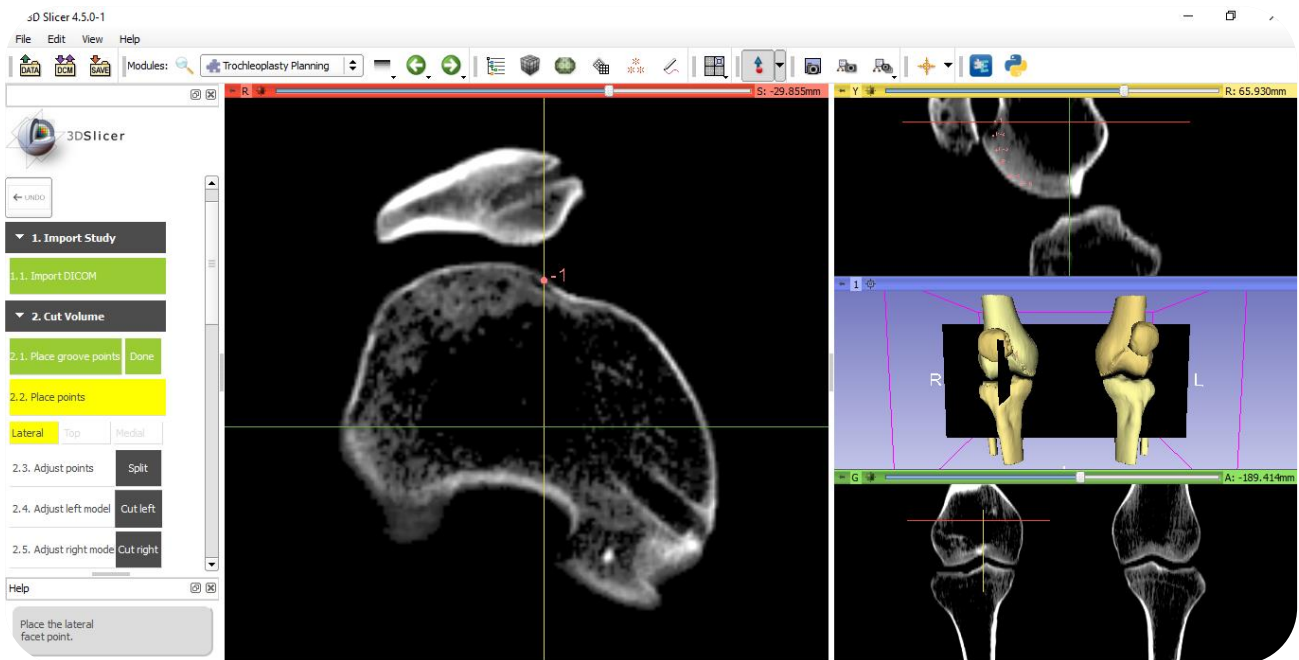 3D Slicer 4.5.0-1
File Edit View Help
DATA DCM SAVE Modules: Trochleoplasty Planning
3DSlicer
UNDO
1. Import Study
1.1. Import DICOM
2. Cut Volume
2.1. Place groove points Done
2.2. Place points
Lateral Top Medial
2.3. Adjust points Split
2.4. Adjust left model Cut left
2.5. Adjust right mode Cut right
Help
Place the lateral
facet point.
R S: -29.855mm
-1
Y R: 65.930mm
1
R L
G A: -189.414mm